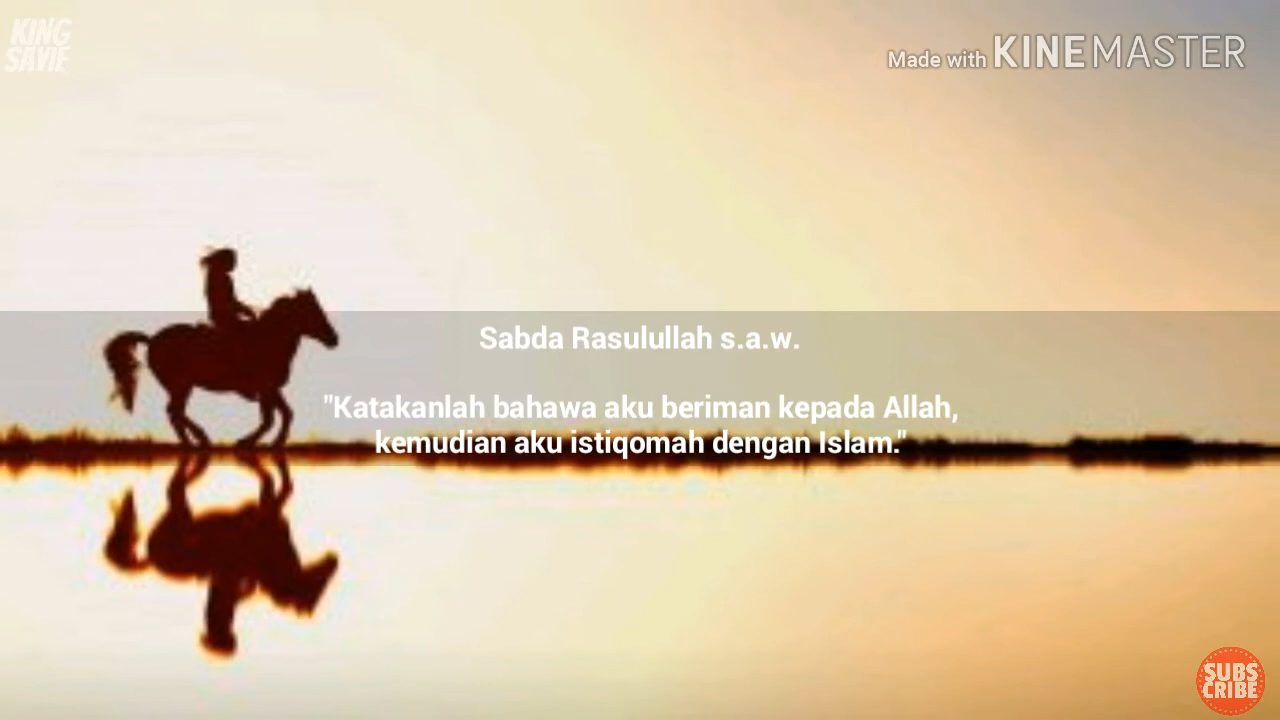 KING
SAVIE
Made with KINEMASTER
Sabda Rasulullah s.a.w.
"Katakanlah bahawa aku beriman kepada Allah,
kemudian aku istiqomah dengan Islam."
SUBS
CRIBE